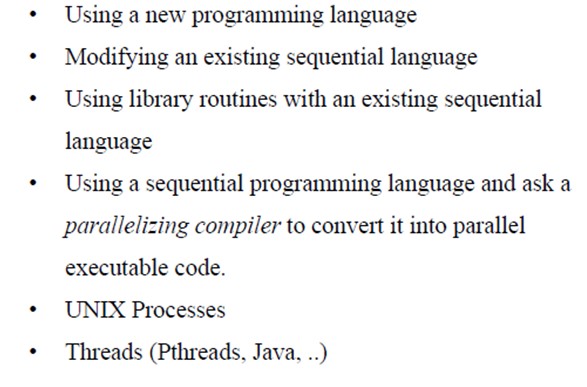 • Using a new programming language
• Modifying an existing sequential language
• Using library routines with an existing sequential
language
• Using a sequential programming language and ask a
parallelizing compiler to convert it into parallel
executable code.
• UNIX Processes
• Threads (Pthreads, Java, ..)